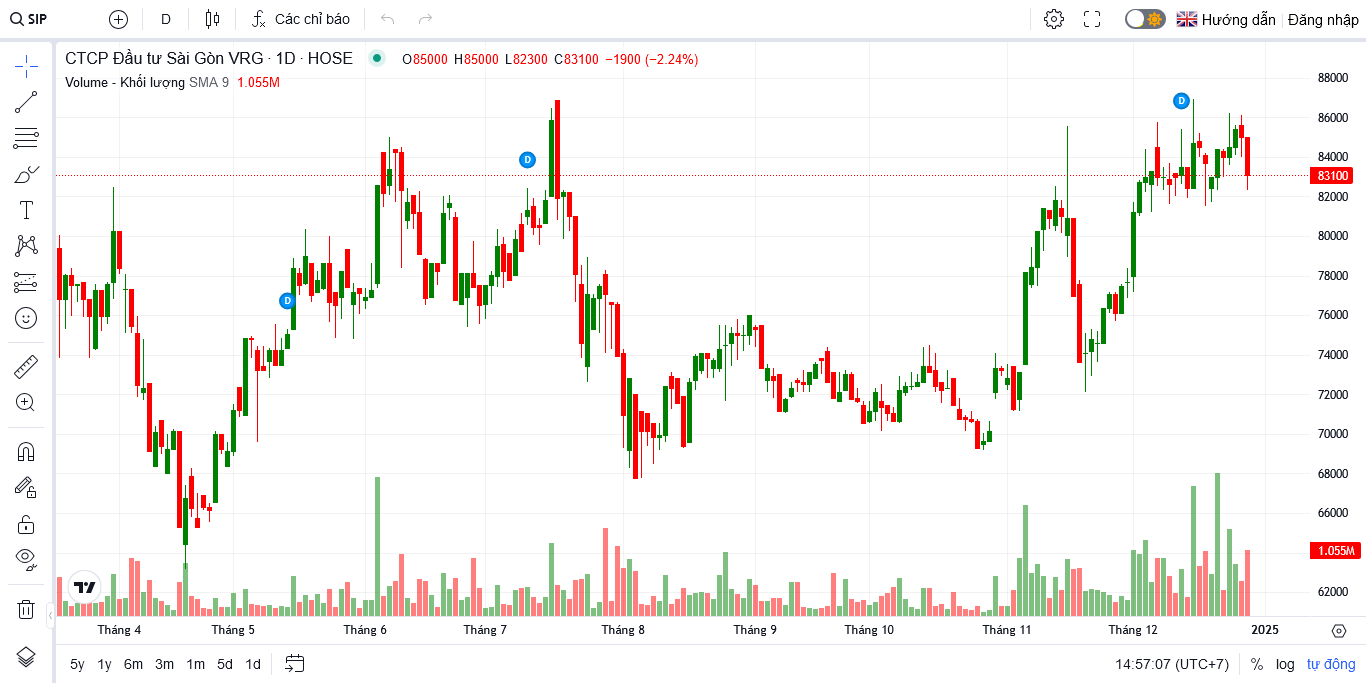 SIP D Các chỉ báo Hướng dẫn Đăng nhập
CTCP Đầu tư Sài Gòn VRG · 1D · HOSE O85000 H85000 L82300 C83100 −1900 (−2.24%)
Volume - Khối lượng SMA 9 1.055M
88000
86000
84000
83100
82000
80000
78000
76000
74000
72000
70000
68000
66000
1.055M
62000
D
D
D
Tháng 4 Tháng 5 Tháng 6 Tháng 7 Tháng 8 Tháng 9 Tháng 10 Tháng 11 Tháng 12 2025
5y 1y 6m 3m 1m 5d 1d 14:57:07 (UTC+7) % log tự động